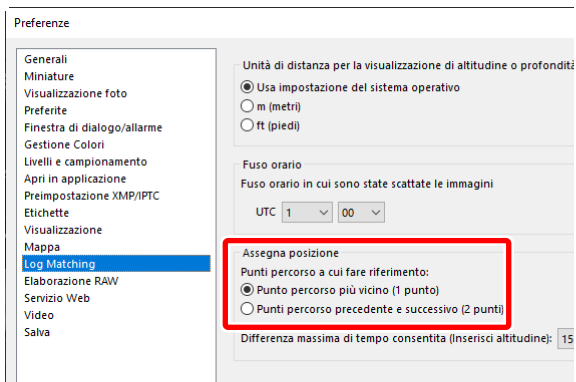 Preferenze
Generali
Miniature
Visualizzazione foto
Preferite
Finestra di dialogo/allarme
Gestione Colori
Livelli e campionamento
Apri in applicazione
Preimpostazione XMP/IPTC
Etichette
Visualizzazione
Mappa
Log Matching
Elaborazione RAW
Servizio Web
Video
Salva
Unità di distanza per la visualizzazione di altitudine o profondità
Usa impostazione del sistema operativo
m (metri)
ft (piedi)
Fuso orario
Fuso orario in cui sono state scattate le immagini
UTC 1 00
Assegna posizione
Punti percorso a cui fare riferimento:
Punto percorso più vicino (1 punto)
Punti percorso precedente e successivo (2 punti)
Differenza massima di tempo consentita (Inserisci altitudine): 15